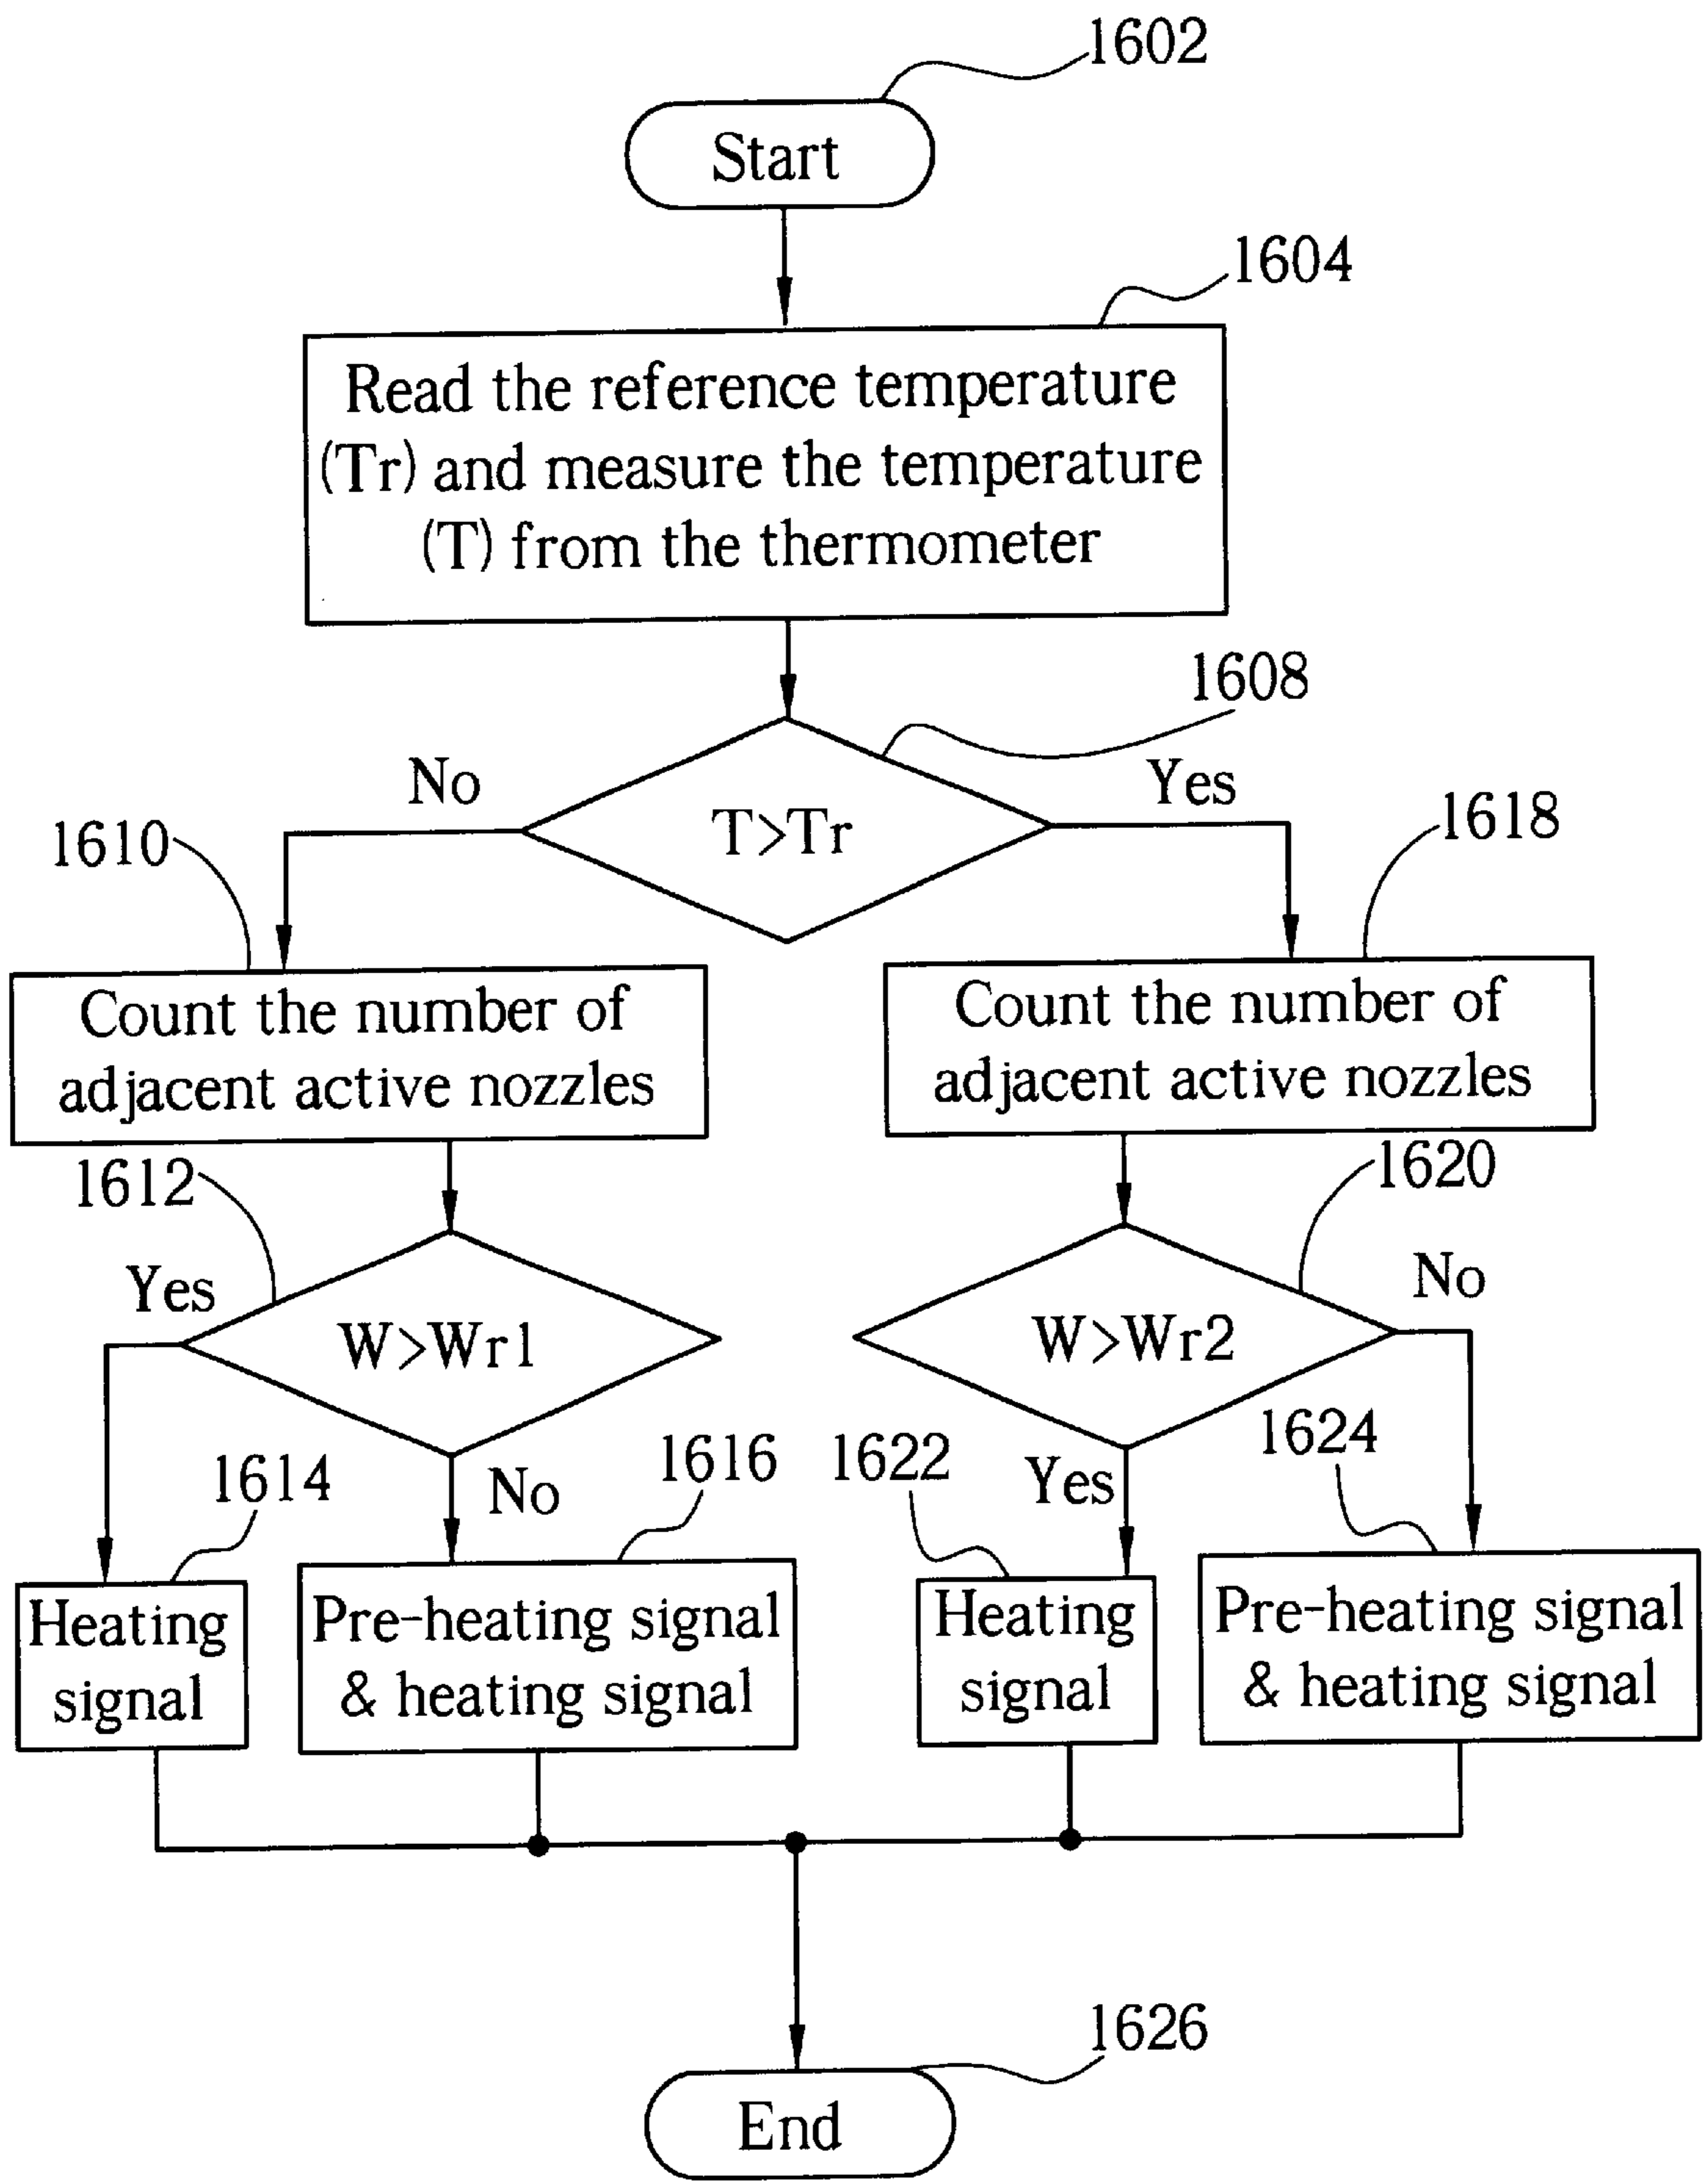 1602
Start
1604
Read the reference temperature
(Tr) and measure the temperature
(T) from the thermometer
1608
No
Yes
T>Tr
1610
1618
Count the number of
adjacent active nozzles
Count the number of
adjacent active nozzles
1612
1620
Yes
No
W>Wr1
W>Wr2
1614
No
1616
1622
Yes
1624
Heating
signal
Pre-heating signal
& heating signal
Heating
signal
Pre-heating signal
& heating signal
1626
End